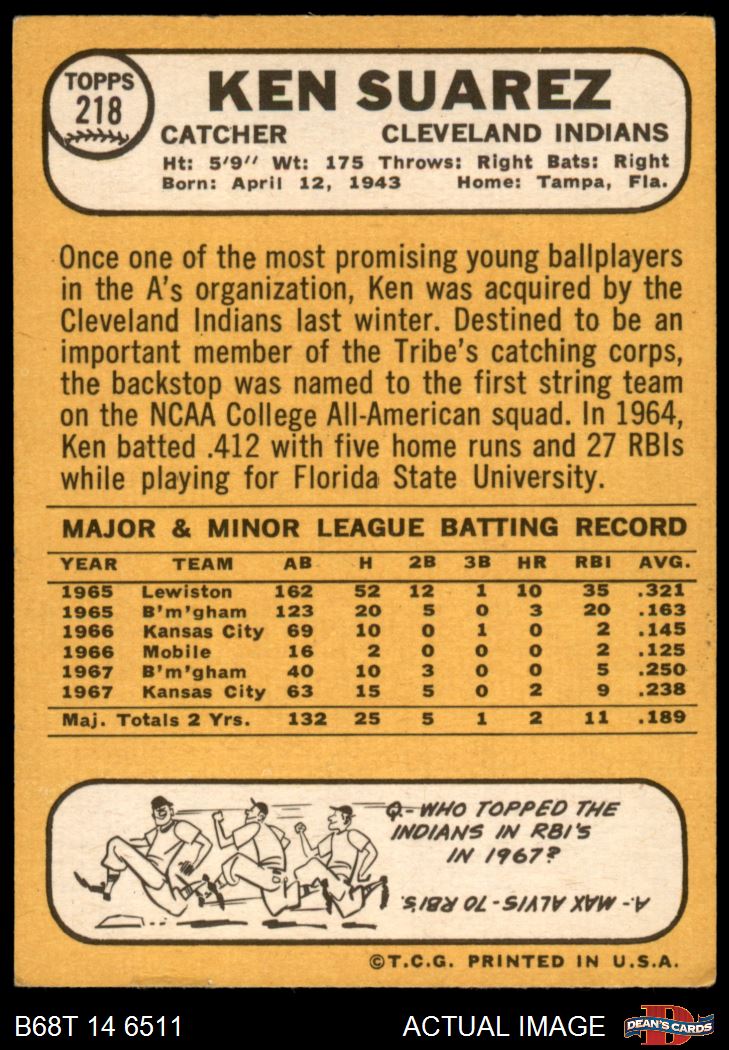 TOPPS
218
KEN SUAREZ
CATCHER CLEVELAND INDIANS
Ht: 5'9" Wt: 175 Throws: Right Bats: Right
Born: April 12, 1943 Home: Tampa, Fla.
Once one of the most promising young ballplayers
in the A's organization, Ken was acquired by the
Cleveland Indians last winter. Destined to be an
important member of the Tribe's catching corps,
the backstop was named to the first string team
on the NCAA College All-American squad. In 1964,
Ken batted .412 with five home runs and 27 RBIs
while playing for Florida State University.
MAJOR & MINOR LEAGUE BATTING RECORD
YEAR TEAM AB H 2B 3B HR RBI AVG.
1965 Lewiston 162 52 12 1 10 35 .321
1965 B'm'gham 123 20 5 0 3 20 .163
1966 Kansas City 69 10 0 1 0 2 .145
1966 Mobile 16 2 0 0 0 2 .125
1967 B'm'gham 40 10 3 0 0 5 .250
1967 Kansas City 63 15 5 0 2 9 .238
Maj. Totals 2 Yrs. 132 25 5 1 2 11 .189
Q.- WHO TOPPED THE
INDIANS IN RBI'S
IN 1967?
A.- MAX ALVIS - 70 RBI'S.
©T.C.G. PRINTED IN U.S.A.
B68T 14 6511 ACTUAL IMAGE
D
DEAN'S CARDS